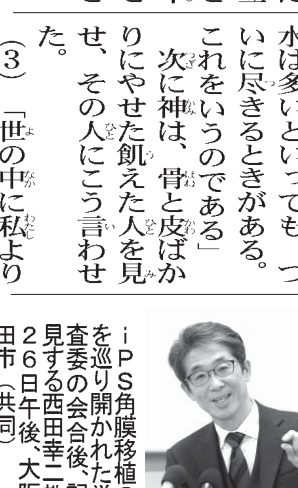 水は多いといっても、つ
いに尽きるときがある。
これをいうのである」
次に神は、骨と皮ばか
りにやせた飢えた人を見
せ、その人にこう言わせ
た。
(3)「世の中に私より
iPS角膜移植
を巡り開かれた
査委の会合後、記
見する西田幸二教
26日午後、大阪
田市(共同)